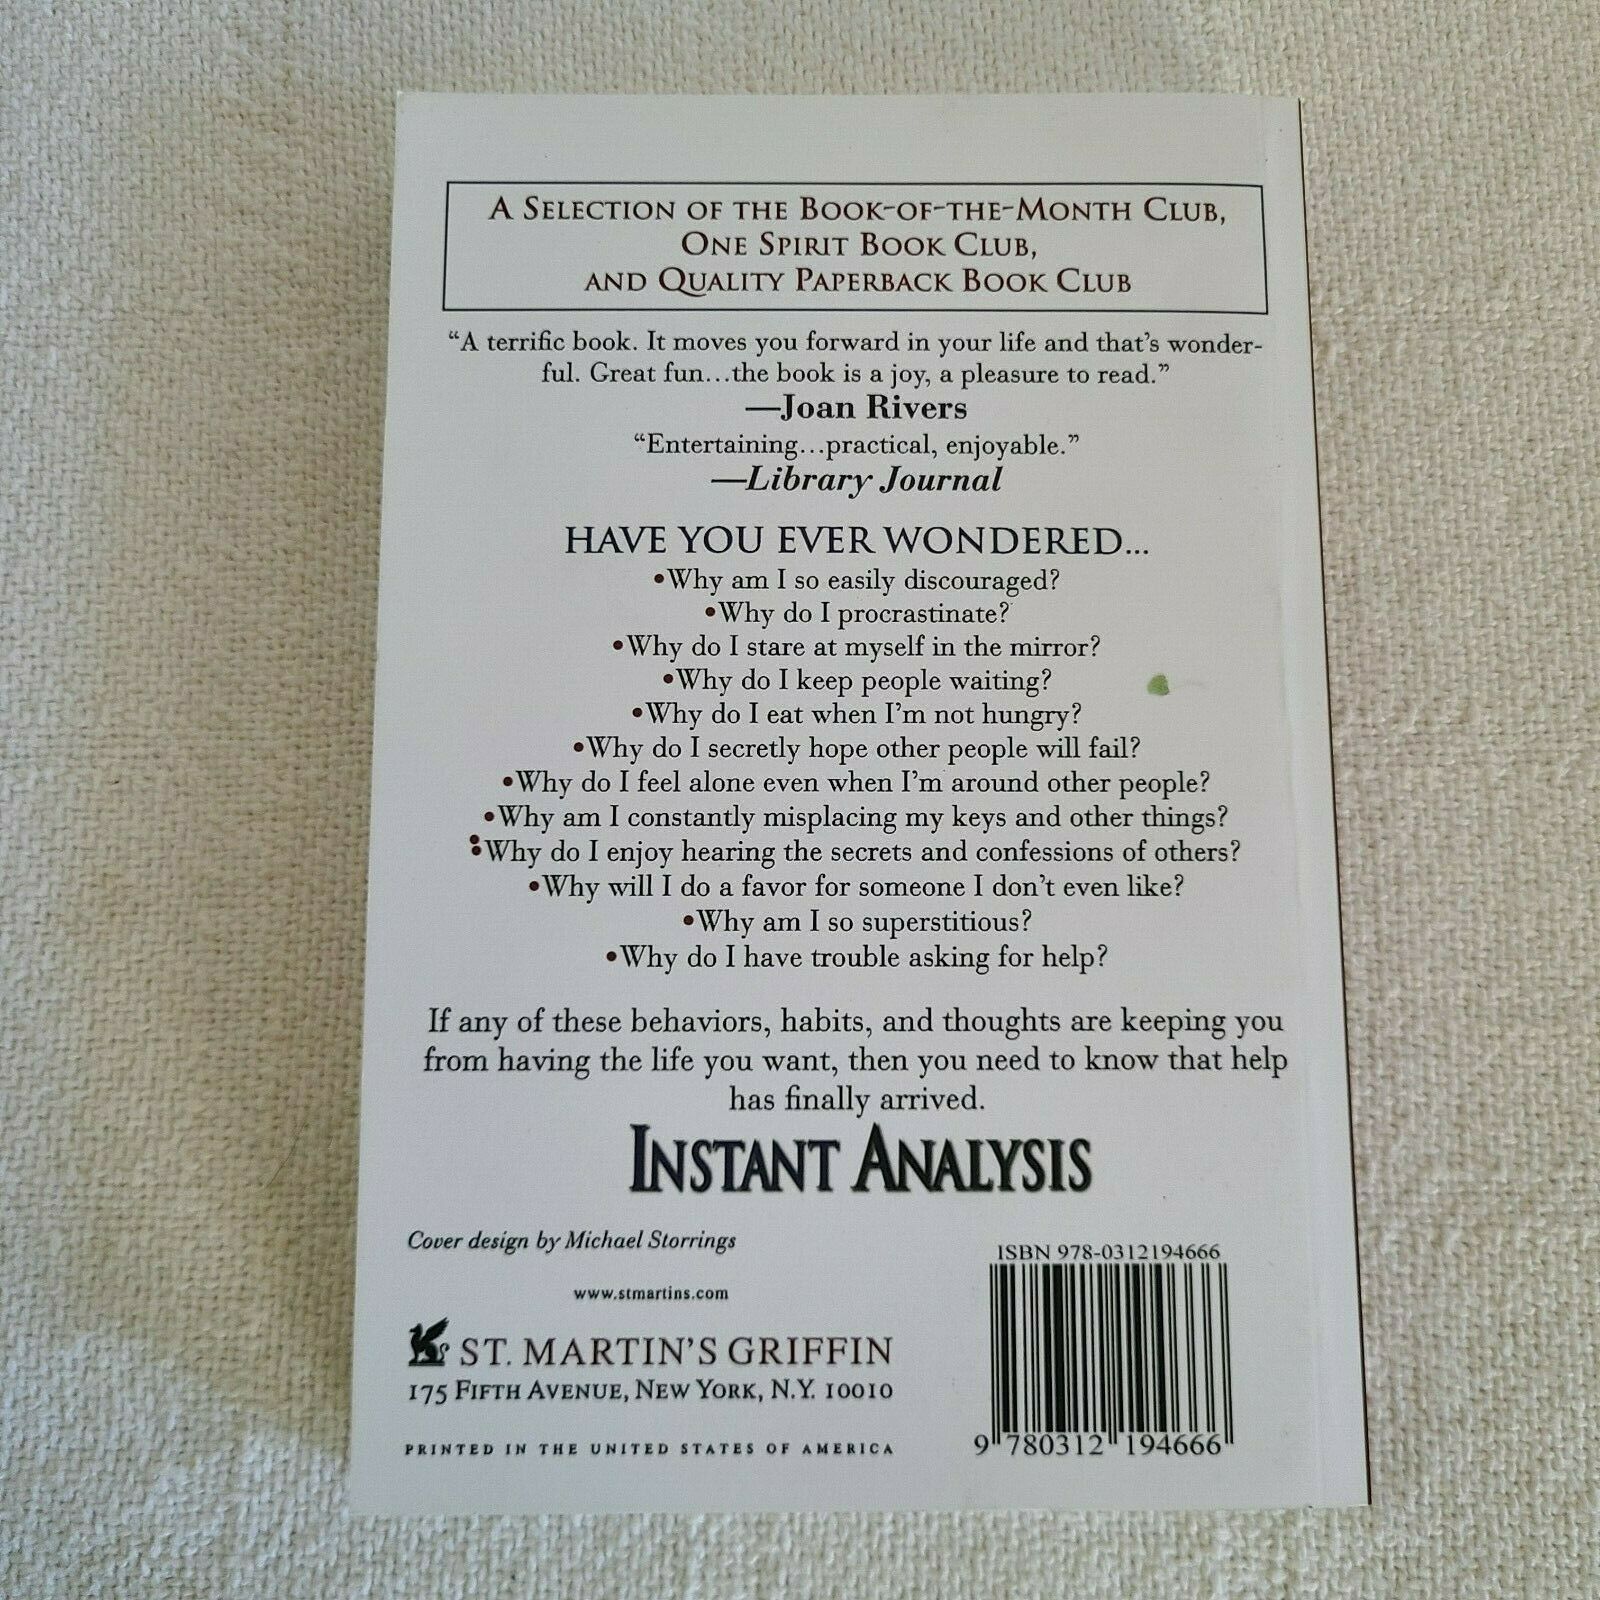 A SELECTION OF THE BOOK-OF-THE-MONTH CLUB,
ONE SPIRIT BOOK CLUB,
AND QUALITY PAPERBACK BOOK CLUB
“A terrific book. It moves you forward in your life and that’s wonder-
ful. Great fun...the book is a joy, a pleasure to read.”
—Joan Rivers
“Entertaining...practical, enjoyable.”
—Library Journal
HAVE YOU EVER WONDERED...
•Why am I so easily discouraged?
•Why do I procrastinate?
•Why do I stare at myself in the mirror?
•Why do I keep people waiting?
•Why do I eat when I’m not hungry?
•Why do I secretly hope other people will fail?
•Why do I feel alone even when I’m around other people?
•Why am I constantly misplacing my keys and other things?
•Why do I enjoy hearing the secrets and confessions of others?
•Why will I do a favor for someone I don’t even like?
•Why am I so superstitious?
•Why do I have trouble asking for help?
If any of these behaviors, habits, and thoughts are keeping you
from having the life you want, then you need to know that help
has finally arrived.
INSTANT ANALYSIS
Cover design by Michael Storrings
www.stmartins.com
ST. MARTIN’S GRIFFIN
175 FIFTH AVENUE, NEW YORK, N.Y. 10010
PRINTED IN THE UNITED STATES OF AMERICA
ISBN 978-0312194666
9 780312 194666